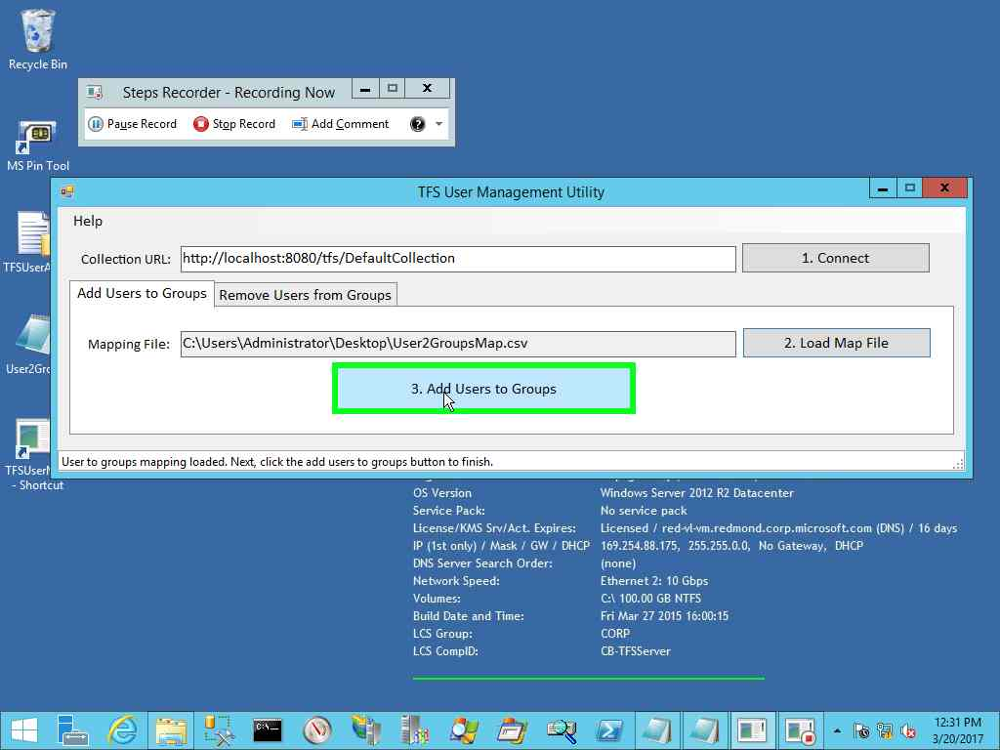 Recycle Bin
Steps Recorder - Recording Now
Pause Record
Stop Record
Add Comment
MS Pin Tool
TFS User Management Utility
Help
Collection URL:
http://localhost:8080/tfs/DefaultCollection
1. Connect
Add Users to Groups
Remove Users from Groups
Mapping File:
C:\Users\Administrator\Desktop\User2GroupsMap.csv
2. Load Map File
3. Add Users to Groups
User to groups mapping loaded. Next, click the add users to groups button to finish.
- Shortcut
OS Version
Windows Server 2012 R2 Datacenter
Service Pack:
No service pack
License/KMS Srv/Act. Expires:
Licensed / red-vl-vm.redmond.corp.microsoft.com (DNS) / 16 days
IP (1st only) / Mask / GW / DHCP
169.254.88.175, 255.255.0.0, No Gateway, DHCP
DNS Server Search Order:
(none)
Network Speed:
Ethernet 2: 10 Gbps
Volumes:
C:\ 100.00 GB NTFS
Build Date and Time:
Fri Mar 27 2015 16:00:15
LCS Group:
CORP
LCS CompID:
CB-TFSServer
12:31 PM
3/20/2017